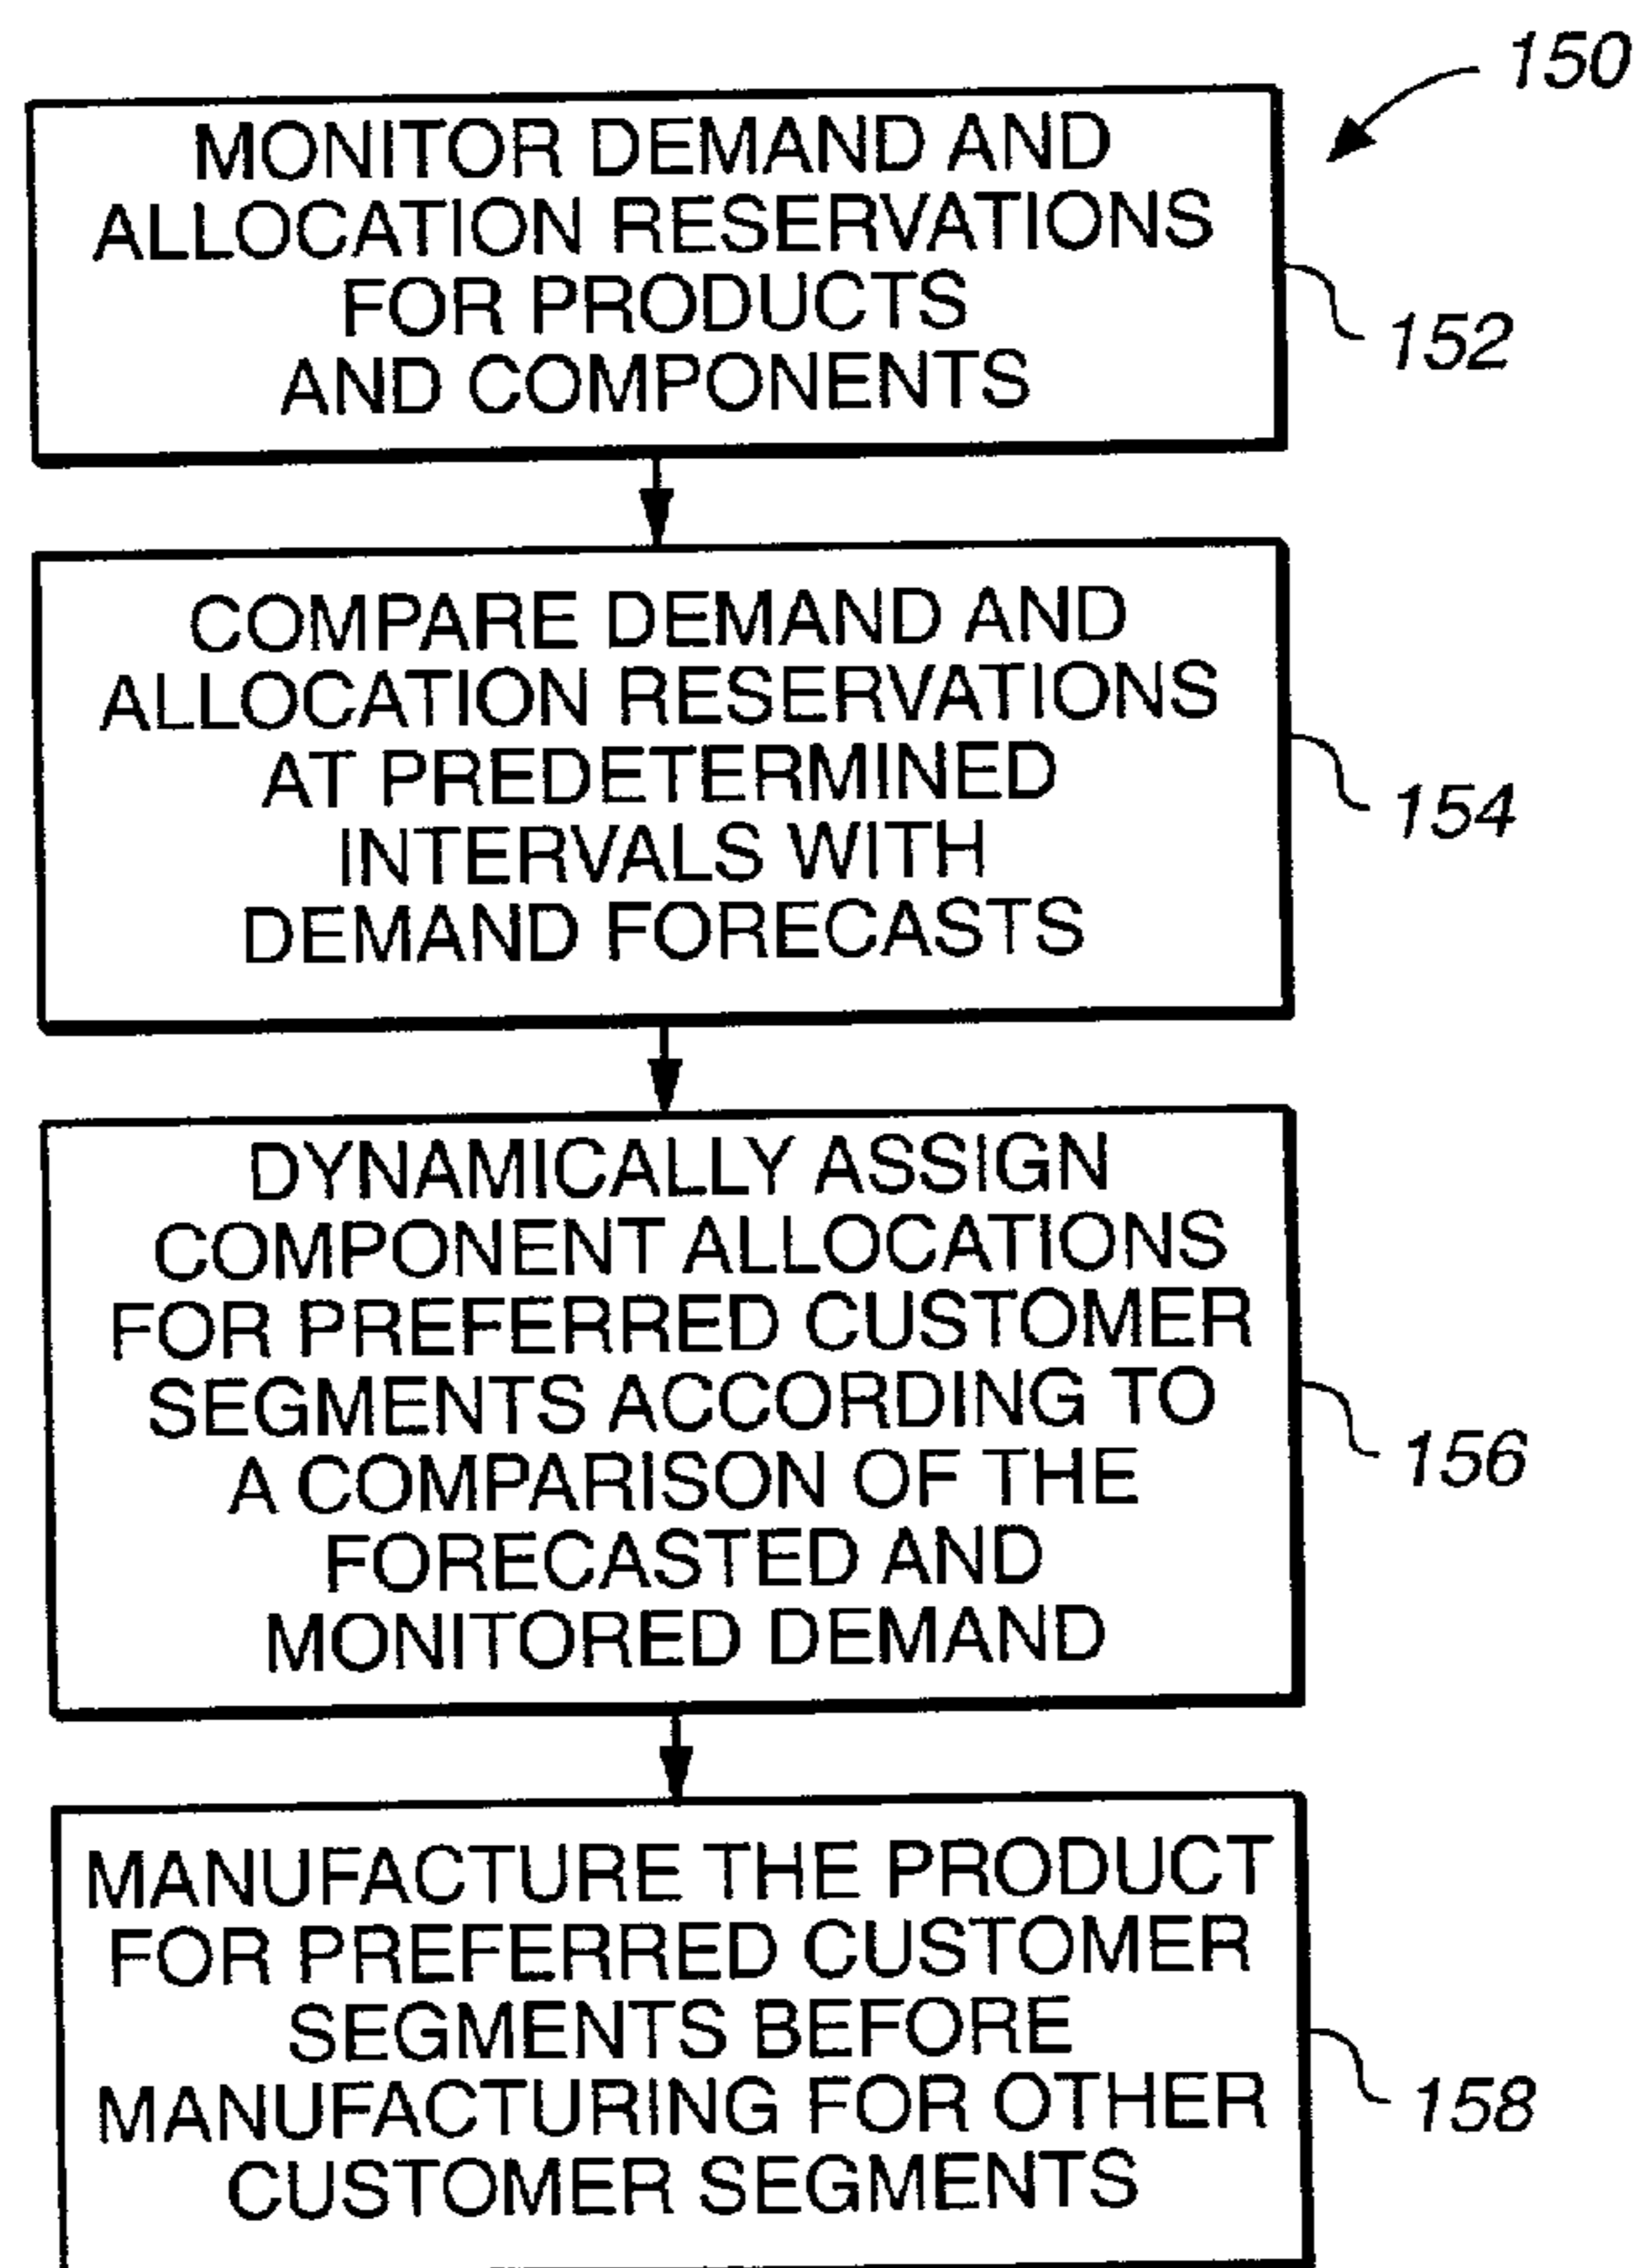 150
MONITOR DEMAND AND
ALLOCATION RESERVATIONS
FOR PRODUCTS
AND COMPONENTS
152
COMPARE DEMAND AND
ALLOCATION RESERVATIONS
AT PREDETERMINED
INTERVALS WITH
DEMAND FORECASTS
154
DYNAMICALLY ASSIGN
COMPONENT ALLOCATIONS
FOR PREFERRED CUSTOMER
SEGMENTS ACCORDING TO
A COMPARISON OF THE
FORECASTED AND
MONITORED DEMAND
156
MANUFACTURE THE PRODUCT
FOR PREFERRED CUSTOMER
SEGMENTS BEFORE
MANUFACTURING FOR OTHER
CUSTOMER SEGMENTS
158